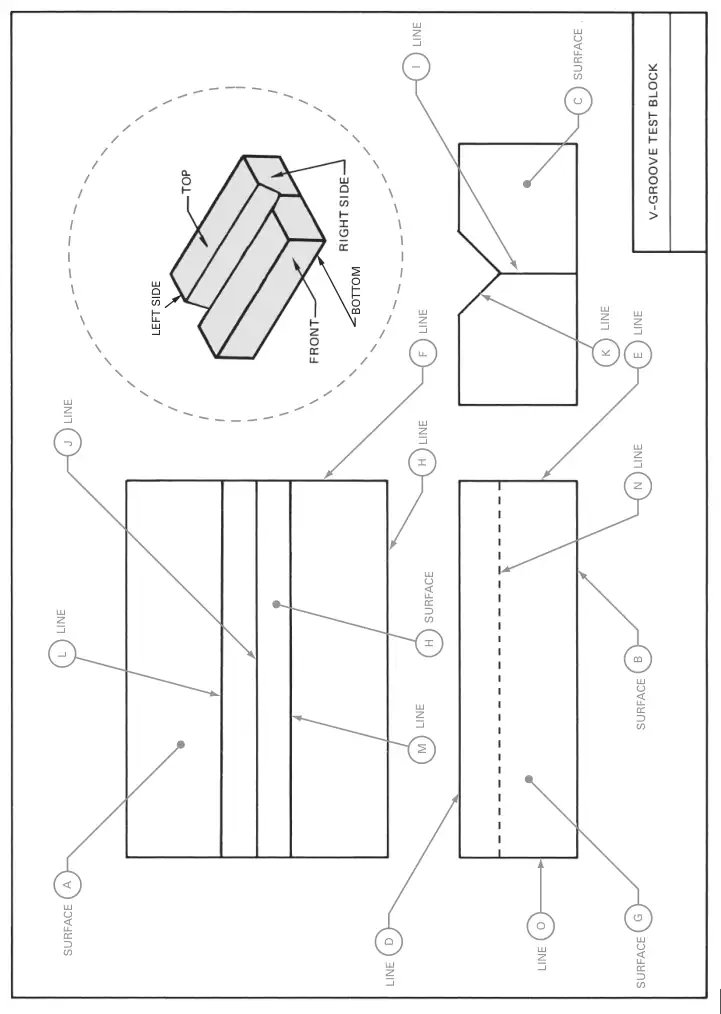 SURFACE A
L LINE
J LINE
LEFT SIDE
TOP
FRONT
BOTTOM
RIGHT SIDE
LINE D
M LINE
H SURFACE
H LINE
F LINE
I LINE
LINE O
SURFACE G
SURFACE B
N LINE
K LINE
E LINE
C SURFACE .
V-GROOVE TEST BLOCK